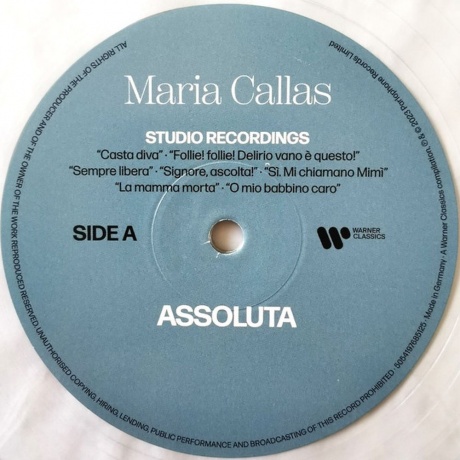 Maria Callas
STUDIO RECORDINGS
“Casta diva” · “Follie! follie! Delirio vano è questo!”
“Sempre libera” · “Signore, ascolta!” · “Sì. Mi chiamano Mimì”
“La mamma morta” · “O mio babbino caro”
SIDE A
WARNER
CLASSICS
ASSOLUTA
ALL RIGHTS OF THE PRODUCER AND OF THE OWNER OF THE WORK REPRODUCED RESERVED. UNAUTHORISED COPYING, HIRING, LENDING, PUBLIC PERFORMANCE AND BROADCASTING OF THIS RECORD PROHIBITED · 5054197685125 · Made in Germany · A Warner Classics compilation, ℗ & © 2023 Parlophone Records Limited